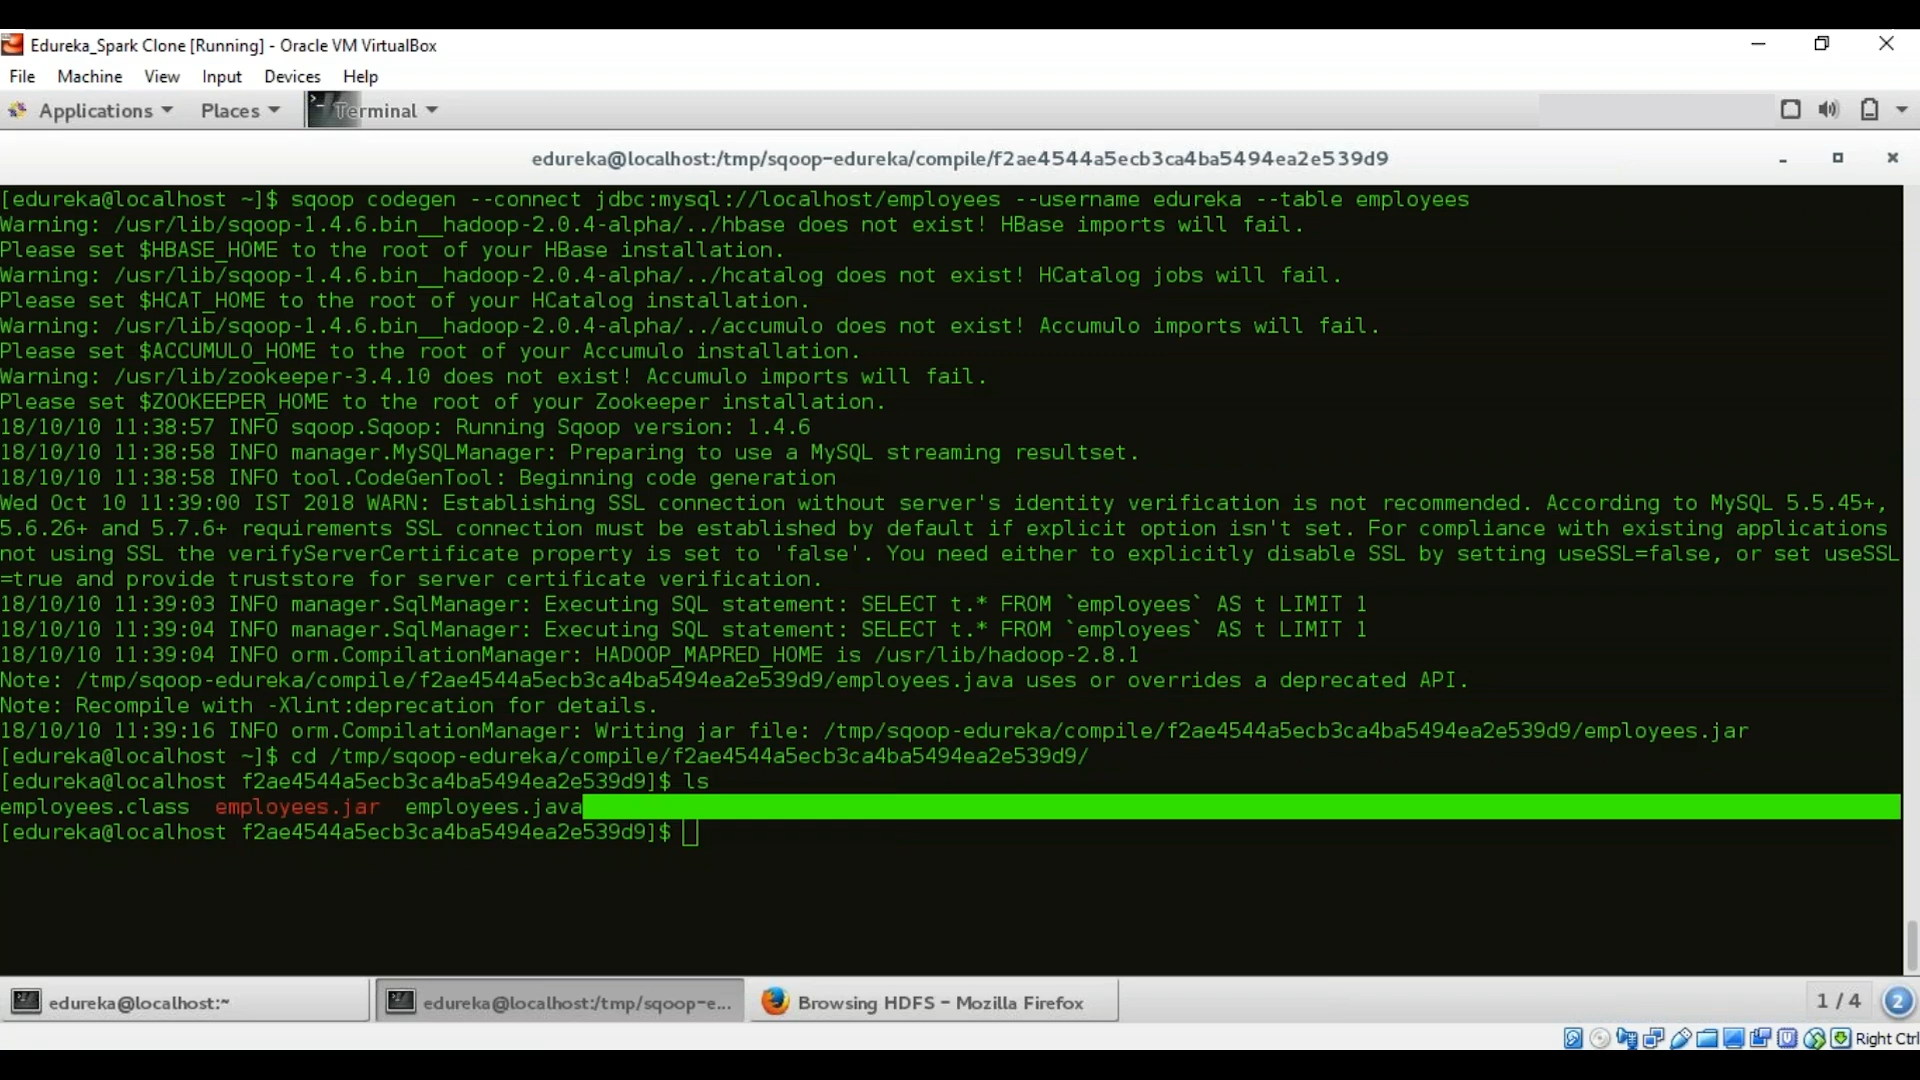 Edureka_Spark Clone [Running] - Oracle VM VirtualBox
File Machine View Input Devices Help
Applications Places Terminal
edureka@localhost:/tmp/sqoop-edureka/compile/f2ae4544a5ecb3ca4ba5494ea2e539d9
[edureka@localhost ~]$ sqoop codegen --connect jdbc:mysql://localhost/employees --username edureka --table employees
Warning: /usr/lib/sqoop-1.4.6.bin__hadoop-2.0.4-alpha/../hbase does not exist! HBase imports will fail.
Please set $HBASE_HOME to the root of your HBase installation.
Warning: /usr/lib/sqoop-1.4.6.bin__hadoop-2.0.4-alpha/../hcatalog does not exist! HCatalog jobs will fail.
Please set $HCAT_HOME to the root of your HCatalog installation.
Warning: /usr/lib/sqoop-1.4.6.bin__hadoop-2.0.4-alpha/../accumulo does not exist! Accumulo imports will fail.
Please set $ACCUMULO_HOME to the root of your Accumulo installation.
Warning: /usr/lib/zookeeper-3.4.10 does not exist! Accumulo imports will fail.
Please set $ZOOKEEPER_HOME to the root of your Zookeeper installation.
18/10/10 11:38:57 INFO sqoop.Sqoop: Running Sqoop version: 1.4.6
18/10/10 11:38:58 INFO manager.MySQLManager: Preparing to use a MySQL streaming resultset.
18/10/10 11:38:58 INFO tool.CodeGenTool: Beginning code generation
Wed Oct 10 11:39:00 IST 2018 WARN: Establishing SSL connection without server's identity verification is not recommended. According to MySQL 5.5.45+,
5.6.26+ and 5.7.6+ requirements SSL connection must be established by default if explicit option isn't set. For compliance with existing applications
not using SSL the verifyServerCertificate property is set to 'false'. You need either to explicitly disable SSL by setting useSSL=false, or set useSSL
=true and provide truststore for server certificate verification.
18/10/10 11:39:03 INFO manager.SqlManager: Executing SQL statement: SELECT t.* FROM `employees` AS t LIMIT 1
18/10/10 11:39:04 INFO manager.SqlManager: Executing SQL statement: SELECT t.* FROM `employees` AS t LIMIT 1
18/10/10 11:39:04 INFO orm.CompilationManager: HADOOP_MAPRED_HOME is /usr/lib/hadoop-2.8.1
Note: /tmp/sqoop-edureka/compile/f2ae4544a5ecb3ca4ba5494ea2e539d9/employees.java uses or overrides a deprecated API.
Note: Recompile with -Xlint:deprecation for details.
18/10/10 11:39:16 INFO orm.CompilationManager: Writing jar file: /tmp/sqoop-edureka/compile/f2ae4544a5ecb3ca4ba5494ea2e539d9/employees.jar
[edureka@localhost ~]$ cd /tmp/sqoop-edureka/compile/f2ae4544a5ecb3ca4ba5494ea2e539d9/
[edureka@localhost f2ae4544a5ecb3ca4ba5494ea2e539d9]$ ls
employees.class employees.jar employees.java
[edureka@localhost f2ae4544a5ecb3ca4ba5494ea2e539d9]$
edureka@localhost:~ edureka@localhost:/tmp/sqoop-e... Browsing HDFS - Mozilla Firefox 1 / 4 2
Right Ctrl